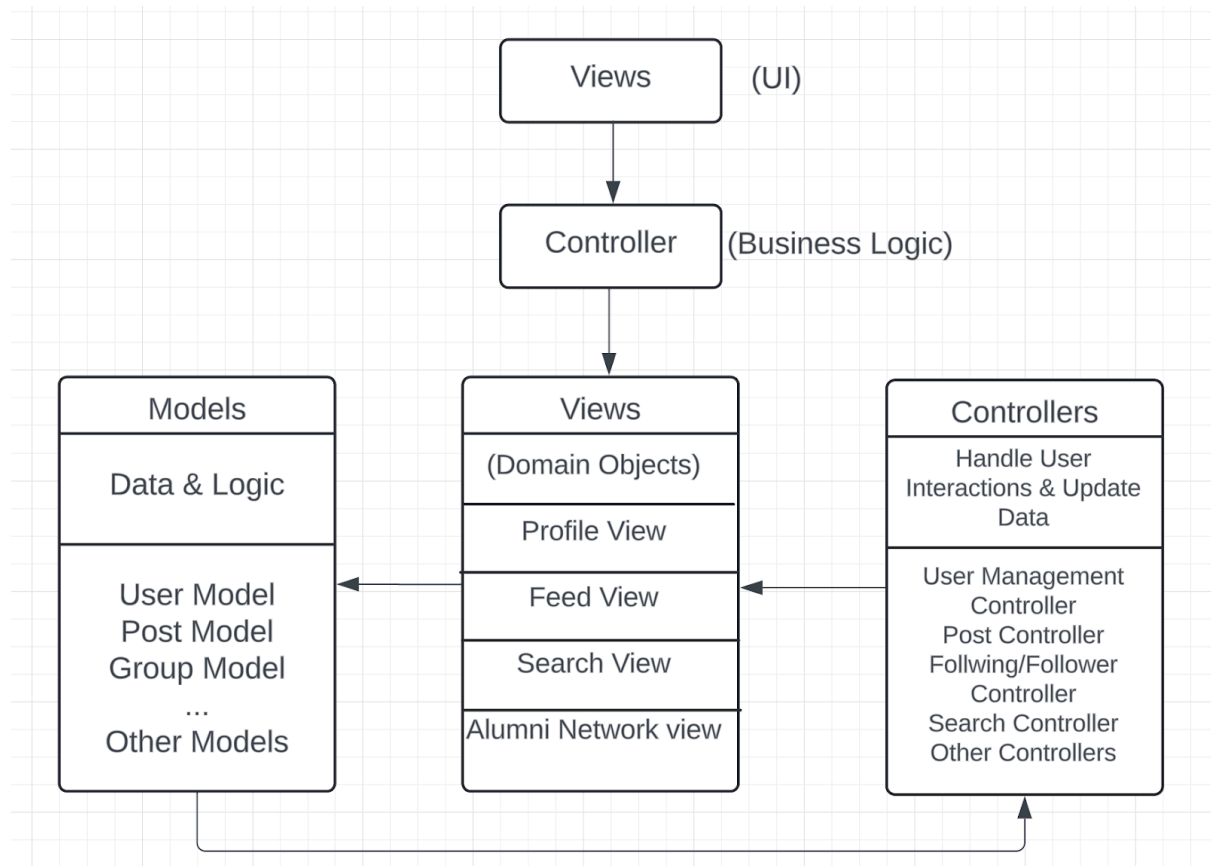 Views
(UI)
Controller
(Business Logic)
Models
Data & Logic
User Model
Post Model
Group Model
...
Other Models
Views
(Domain Objects)
Profile View
Feed View
Search View
Alumni Network view
Controllers
Handle User
Interactions & Update
Data
User Management
Controller
Post Controller
Follwing/Follower
Controller
Search Controller
Other Controllers